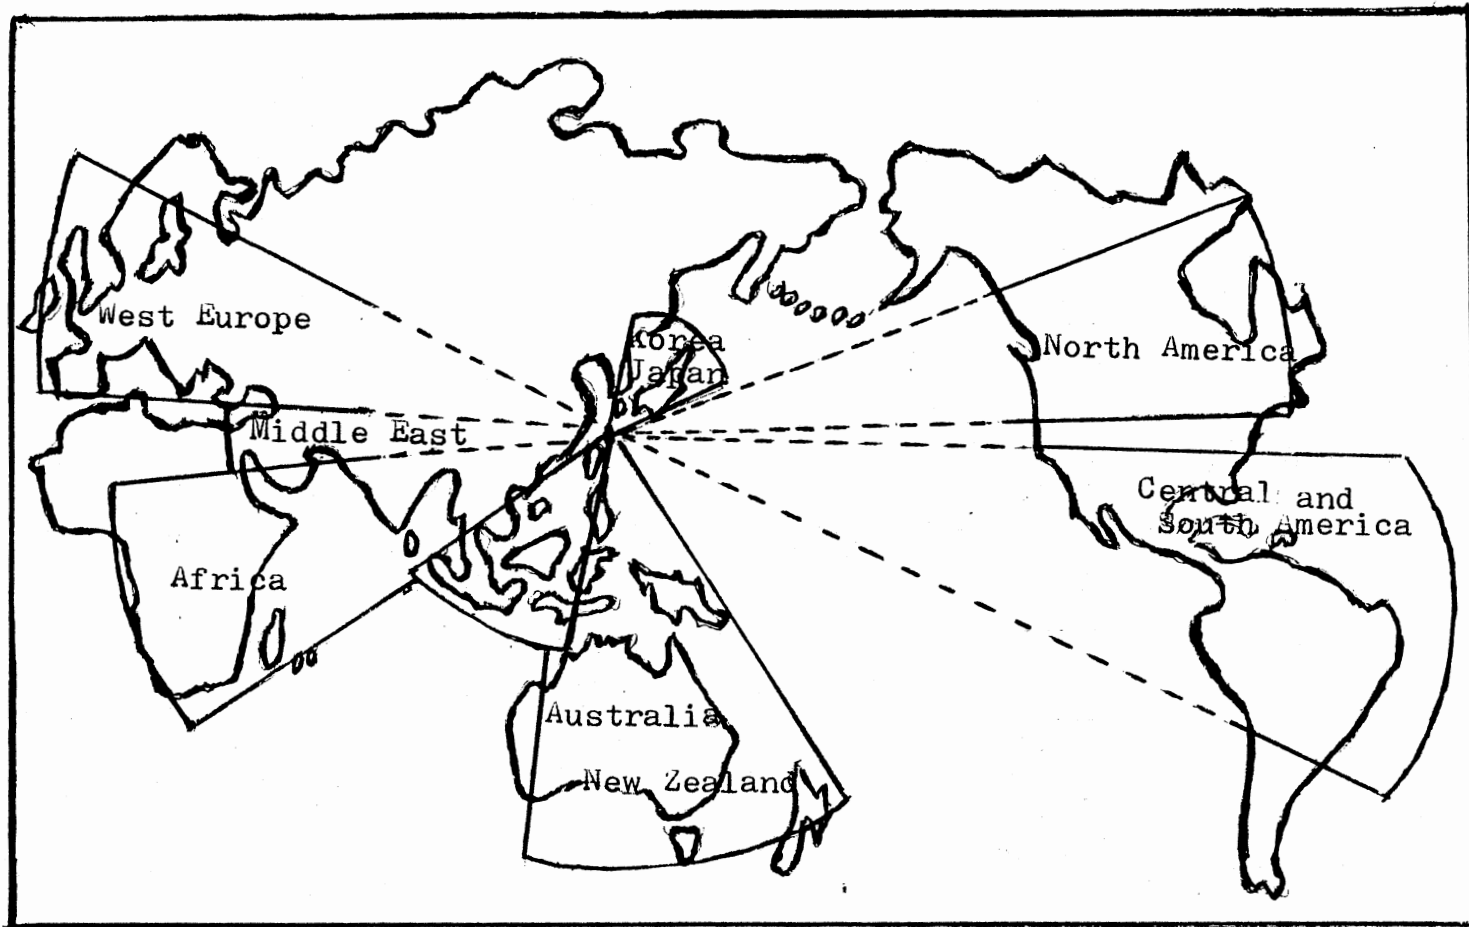 West Europe
Korea
Japan
North America
Middle East
Central and
South America
Africa
Australia
New Zealand